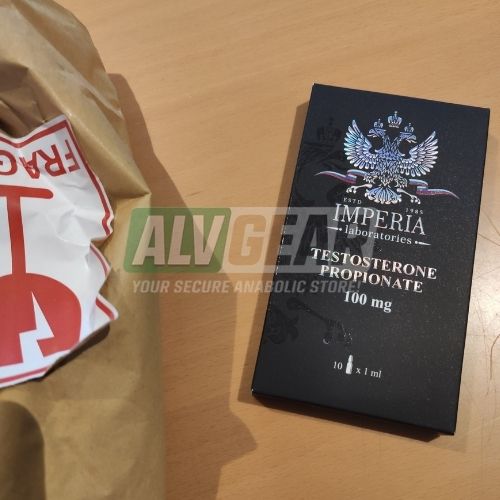 FRAG
ESTD 1985
IMPERIA
laboratories
TESTOSTERONE
PROPIONATE
100 mg
10 x 1 ml
ALVGEAR
YOUR SECURE ANABOLIC STORE!